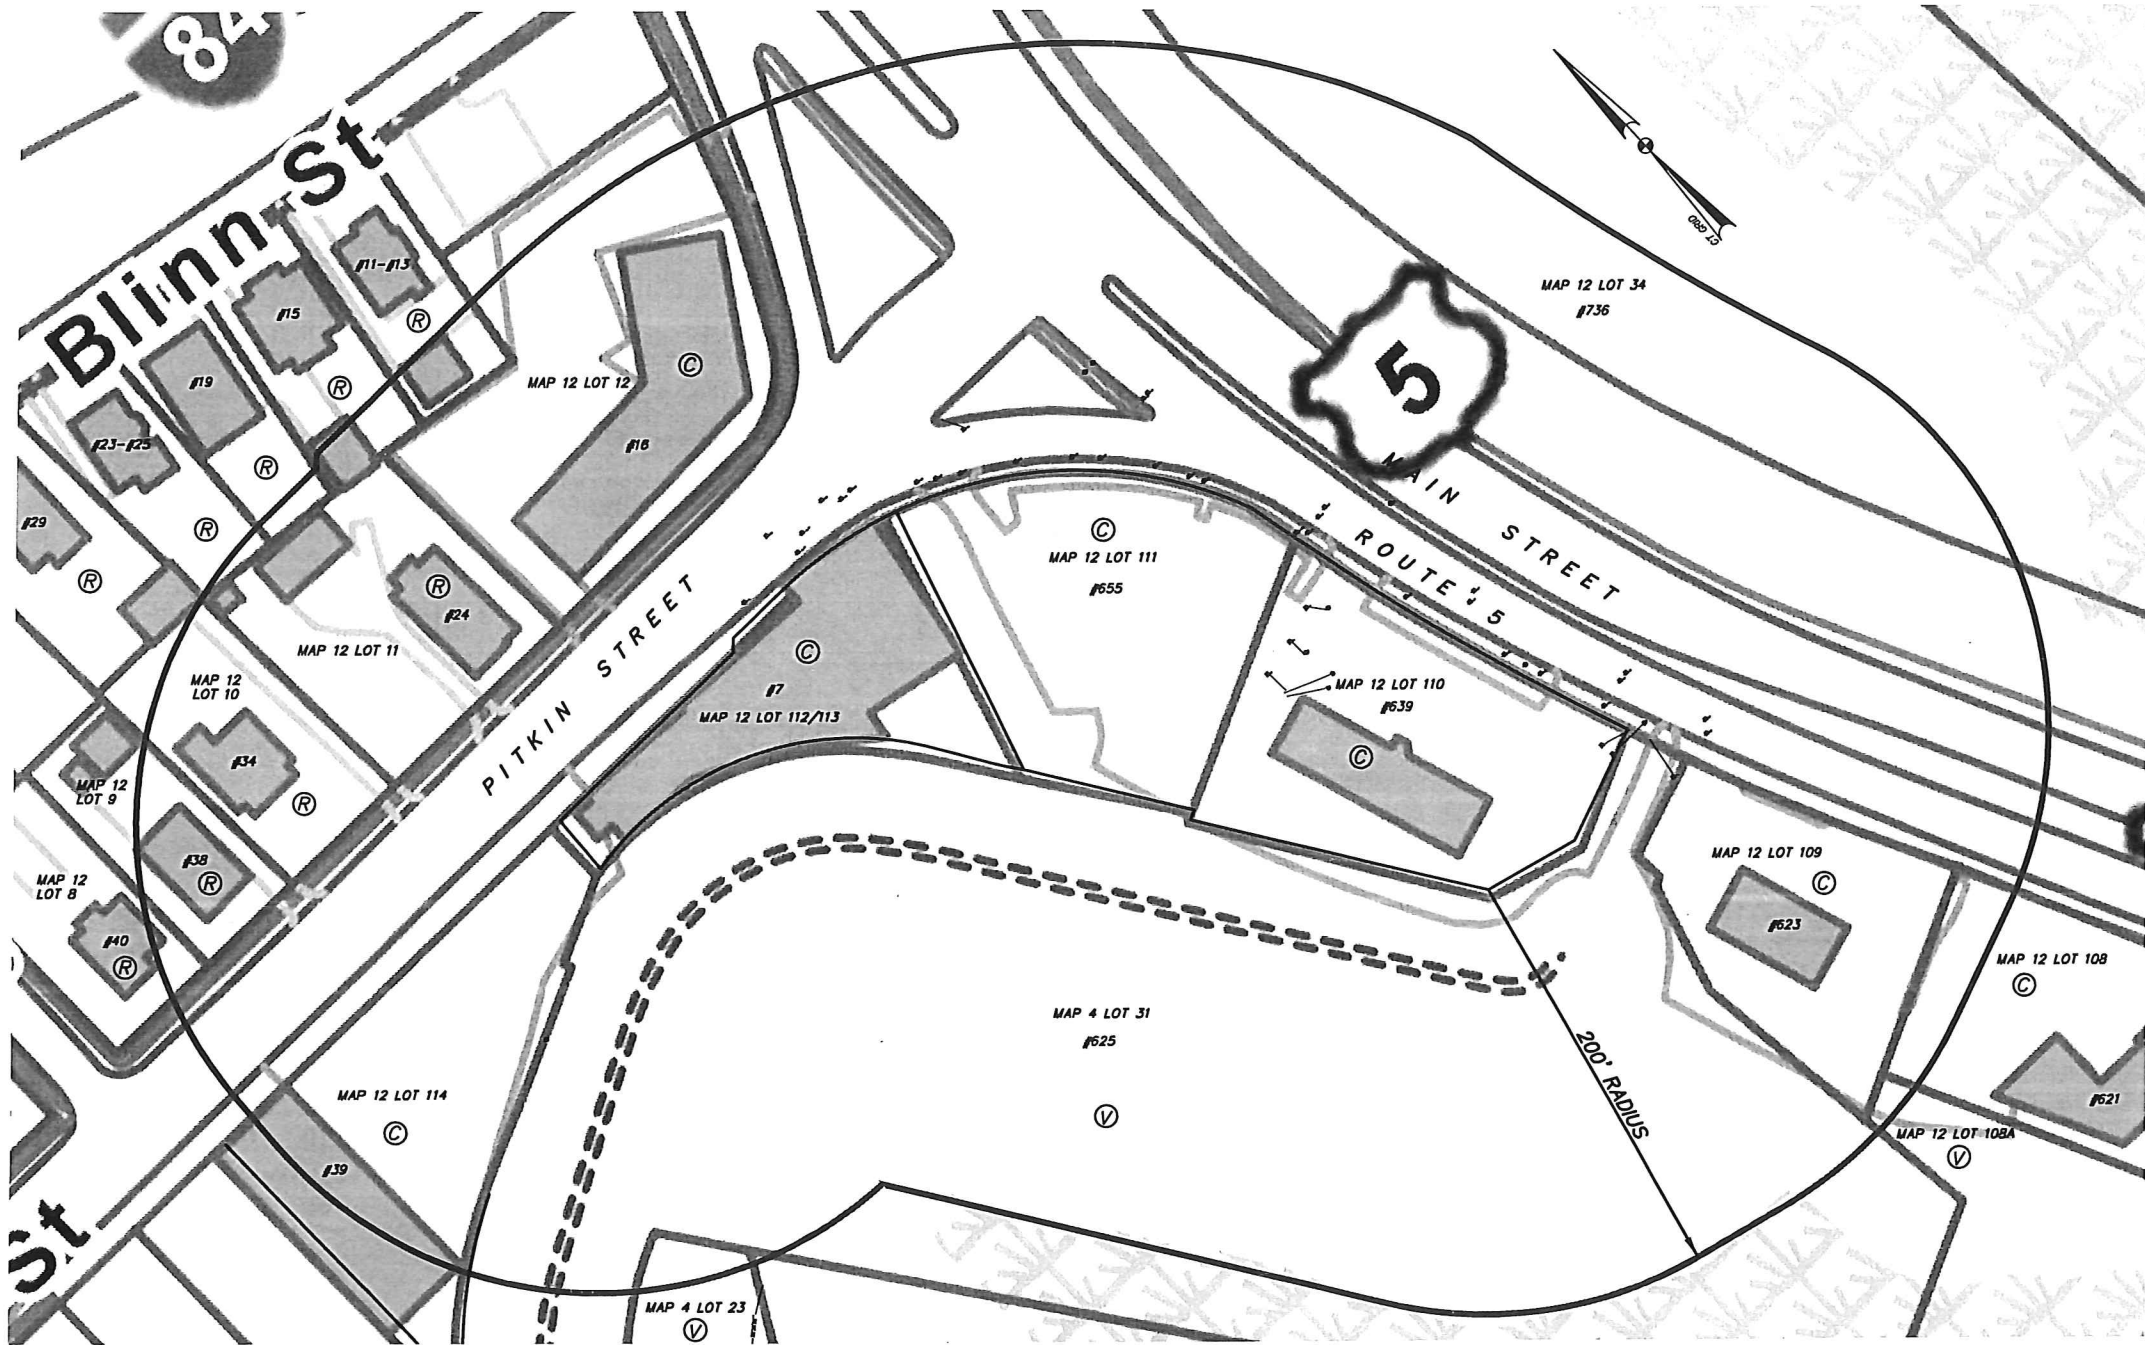 84
Blinn St
#11-#13
#15
Ⓡ
#19
Ⓡ
#23-#25
Ⓡ
#29
Ⓡ
Ⓡ
MAP 12 LOT 12
Ⓒ
#16
Ⓡ
#24
MAP 12 LOT 11
MAP 12
LOT 10
#34
Ⓡ
MAP 12
LOT 9
#38
Ⓡ
MAP 12
LOT 8
#40
Ⓡ
PITKIN STREET
Ⓒ
#7
MAP 12 LOT 112/113
Ⓒ
MAP 12 LOT 111
#655
MAP 12 LOT 34
#736
CT GRID
5
MAIN STREET
ROUTE 5
MAP 12 LOT 110
#639
Ⓒ
MAP 12 LOT 109
Ⓒ
#623
MAP 12 LOT 108
Ⓒ
#621
MAP 12 LOT 108A
Ⓥ
MAP 4 LOT 31
#625
Ⓥ
200' RADIUS
MAP 12 LOT 114
Ⓒ
#39
St
MAP 4 LOT 23
Ⓥ